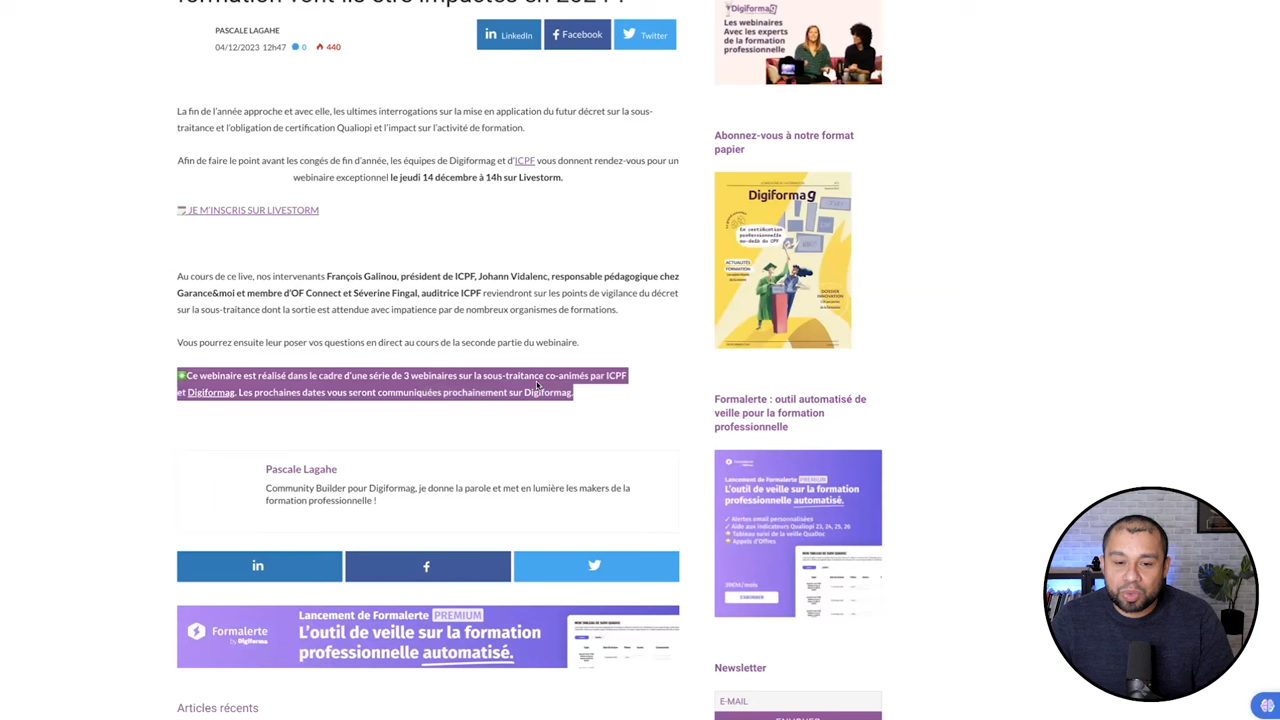 formation vont-ils être impactés en 2024 ?
PASCALE LAGAHE
04/12/2023 12h47 0 440
LinkedIn
Facebook
Twitter
La fin de l'année approche et avec elle, les ultimes interrogations sur la mise en application du futur décret sur la sous-
traitance et l'obligation de certification Qualiopi et l'impact sur l'activité de formation.
Afin de faire le point avant les congés de fin d'année, les équipes de Digiformag et d'ICPF vous donnent rendez-vous pour un
webinaire exceptionnel le jeudi 14 décembre à 14h sur Livestorm.
JE M'INSCRIS SUR LIVESTORM
Au cours de ce live, nos intervenants François Galinou, président de ICPF, Johann Vidalenc, responsable pédagogique chez
Garance&moi et membre d'OF Connect et Séverine Fingal, auditrice ICPF reviendront sur les points de vigilance du décret
sur la sous-traitance dont la sortie est attendue avec impatience par de nombreux organismes de formations.
Vous pourrez ensuite leur poser vos questions en direct au cours de la seconde partie du webinaire.
Ce webinaire est réalisé dans le cadre d'une série de 3 webinaires sur la sous-traitance co-animés par ICPF
et Digiformag. Les prochaines dates vous seront communiquées prochainement sur Digiformag.
Pascale Lagahe
Community Builder pour Digiformag, je donne la parole et met en lumière les makers de la
formation professionnelle !
Formalerte
by Digiforma
Lancement de Formalerte PREMIUM
L'outil de veille sur la formation
professionnelle automatisé.
Articles récents
Digiformag
Les webinaires
Avec les experts
de la formation
professionnelle
Abonnez-vous à notre format
papier
Digiformag
La certification
professionnelle
au-delà du CPF
ACTUALITÉS
FORMATION
DOSSIER
INNOVATION
Formalerte : outil automatisé de
veille pour la formation
professionnelle
Lancement de Formalerte PREMIUM
L'outil de veille sur la formation
professionnelle automatisé.
Alertes email personnalisées
Aide aux indicateurs Qualiopi 23, 24, 25, 26
Tableau suivi de la veille QuaDoc
Appels d'Offres
Newsletter
E-MAIL